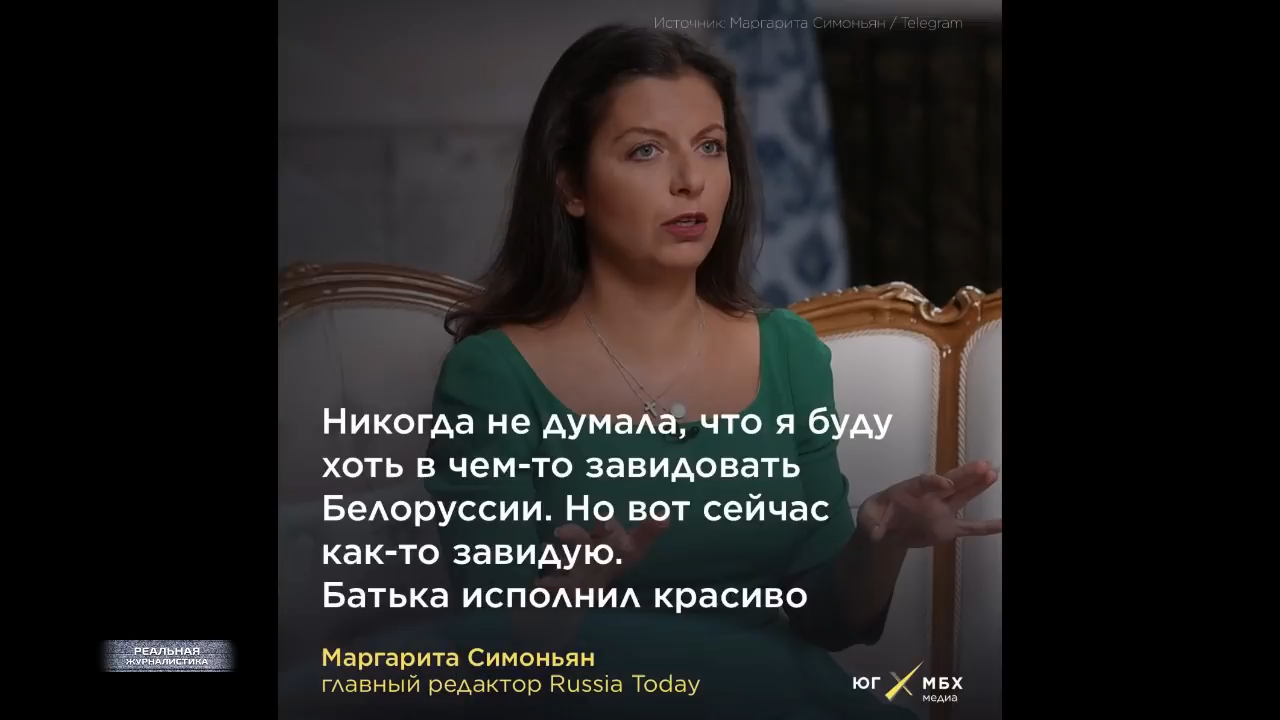 Источник: Маргарита Симоньян / Telegram
Никогда не думала, что я буду
хоть в чем-то завидовать
Белоруссии. Но вот сейчас
как-то завидую.
Батька исполнил красиво
Маргарита Симоньян
главный редактор Russia Today
РЕАЛЬНАЯ
ЖУРНАЛИСТИКА
ЮГ МБХ
медиа